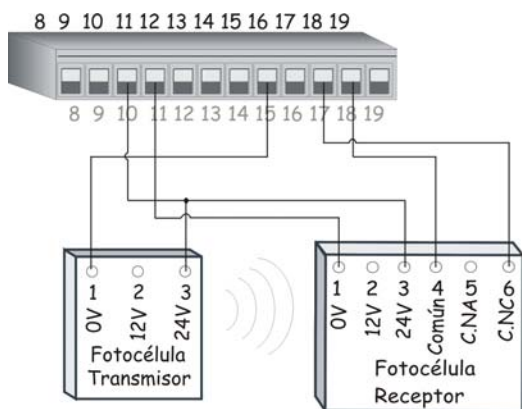 8 9 10 11 12 13 14 15 16 17 18 19
8 9 10 11 12 13 14 15 16 17 18 19
1 2 3
0V 12V 24V
Fotocélula
Transmisor
1 2 3 4 5 6
0V 12V 24V Común C.NA C.NC
Fotocélula
Receptor